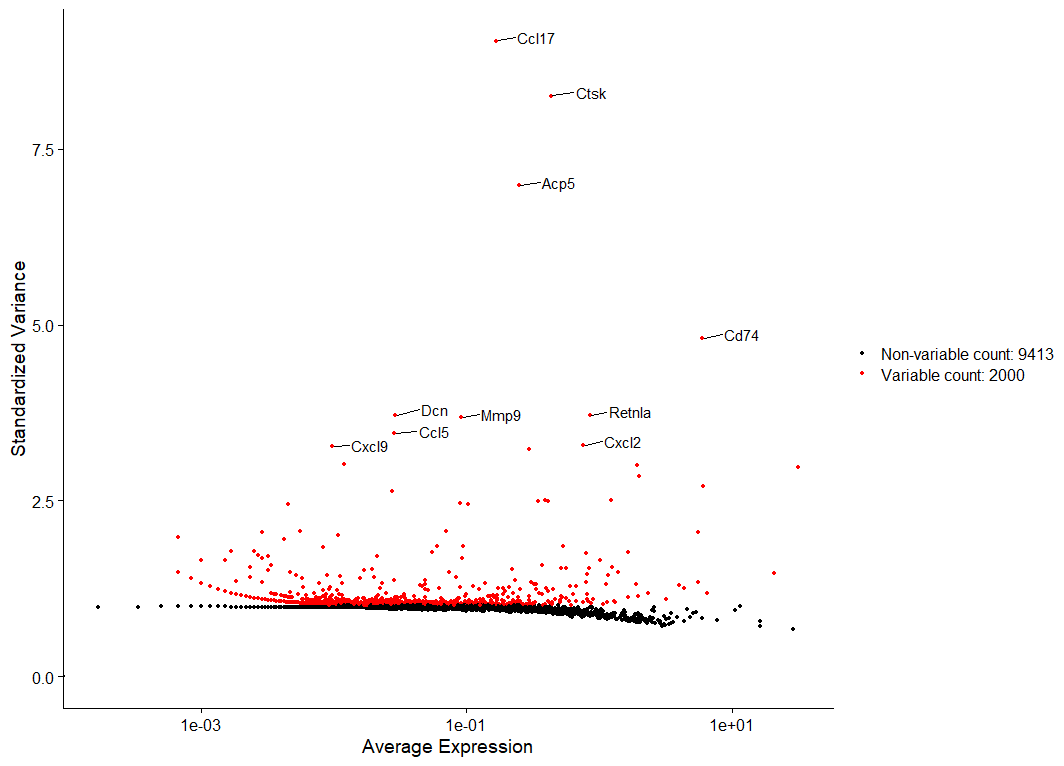 Ccl17
Ctsk
Acp5
Cd74
Dcn
Mmp9
Retnla
Ccl5
Cxcl9
Cxcl2
7.5
5.0
2.5
0.0
Standardized Variance
1e-03
1e-01
1e+01
Average Expression
Non-variable count: 9413
Variable count: 2000